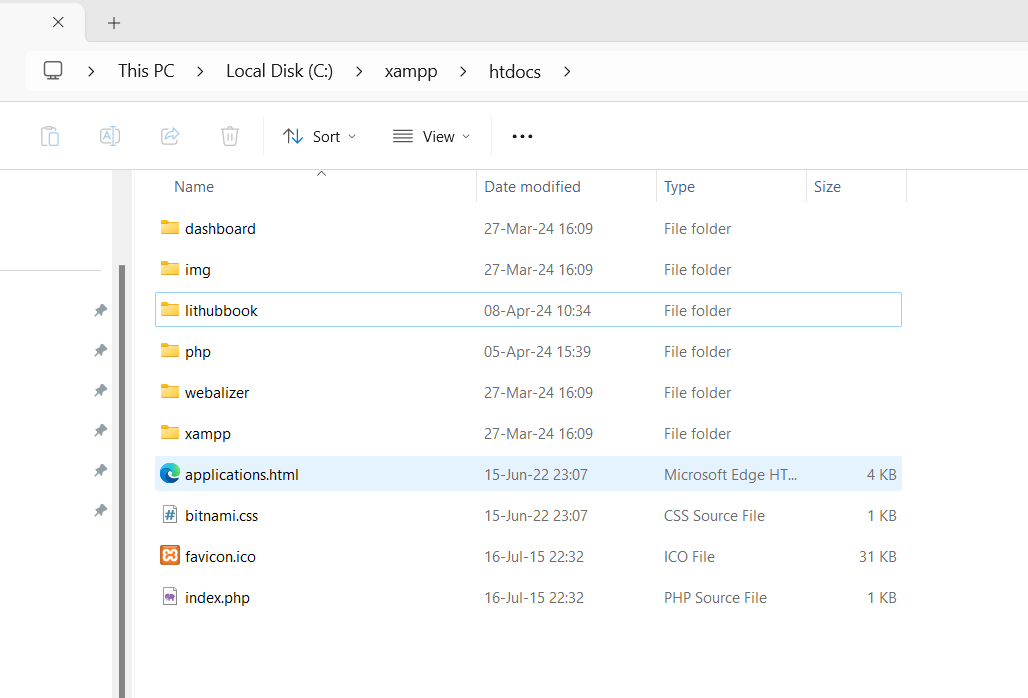 This PC > Local Disk (C:) > xampp > htdocs >
Sort View
Name Date modified Type Size
dashboard 27-Mar-24 16:09 File folder
img 27-Mar-24 16:09 File folder
lithubbook 08-Apr-24 10:34 File folder
php 05-Apr-24 15:39 File folder
webalizer 27-Mar-24 16:09 File folder
xampp 27-Mar-24 16:09 File folder
applications.html 15-Jun-22 23:07 Microsoft Edge HT... 4 KB
bitnami.css 15-Jun-22 23:07 CSS Source File 1 KB
favicon.ico 16-Jul-15 22:32 ICO File 31 KB
index.php 16-Jul-15 22:32 PHP Source File 1 KB